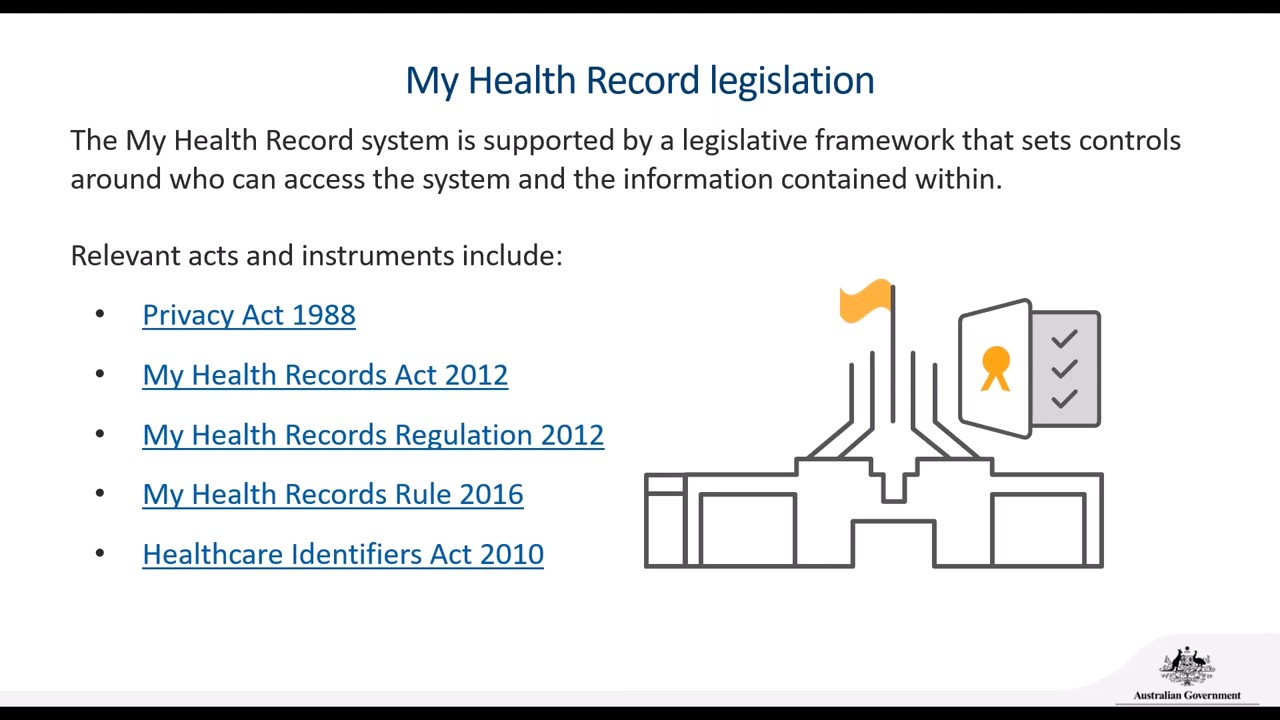 My Health Record legislation
The My Health Record system is supported by a legislative framework that sets controls
around who can access the system and the information contained within.
Relevant acts and instruments include:
• Privacy Act 1988
• My Health Records Act 2012
• My Health Records Regulation 2012
• My Health Records Rule 2016
• Healthcare Identifiers Act 2010
Australian Government